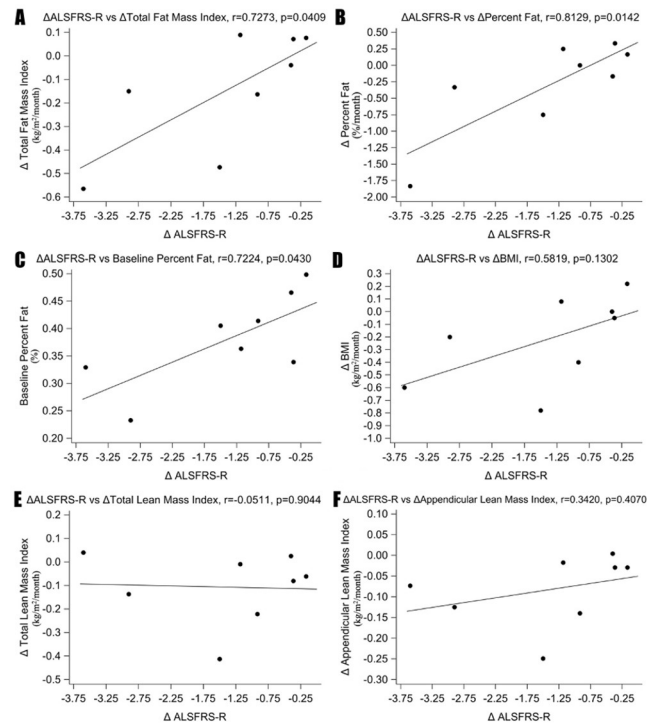 A
ΔALSFRS-R vs ΔTotal Fat Mass Index, r=0.7273, p=0.0409
Δ Total Fat Mass Index
(kg/m²/month)
0.1
0.0
-0.1
-0.2
-0.3
-0.4
-0.5
-0.6
-3.75 -3.25 -2.75 -2.25 -1.75 -1.25 -0.75 -0.25
Δ ALSFRS-R
B
ΔALSFRS-R vs ΔPercent Fat, r=0.8129, p=0.0142
Δ Percent Fat
(%/month)
0.50
0.25
0.00
-0.25
-0.50
-0.75
-1.00
-1.25
-1.50
-1.75
-2.00
-3.75 -3.25 -2.75 -2.25 -1.75 -1.25 -0.75 -0.25
Δ ALSFRS-R
C
ΔALSFRS-R vs Baseline Percent Fat, r=0.7224, p=0.0430
Baseline Percent Fat
(%)
0.50
0.45
0.40
0.35
0.30
0.25
0.20
-3.75 -3.25 -2.75 -2.25 -1.75 -1.25 -0.75 -0.25
Δ ALSFRS-R
D
ΔALSFRS-R vs ΔBMI, r=0.5819, p=0.1302
Δ BMI
(kg/m²/month)
0.3
0.2
0.1
0.0
-0.1
-0.2
-0.3
-0.4
-0.5
-0.6
-0.7
-0.8
-0.9
-1.0
-3.75 -3.25 -2.75 -2.25 -1.75 -1.25 -0.75 -0.25
Δ ALSFRS-R
E
ΔALSFRS-R vs ΔTotal Lean Mass Index, r=-0.0511, p=0.9044
Δ Total Lean Mass Index
(kg/m²/month)
0.2
0.1
0.0
-0.1
-0.2
-0.3
-0.4
-0.5
-3.75 -3.25 -2.75 -2.25 -1.75 -1.25 -0.75 -0.25
Δ ALSFRS-R
F
ΔALSFRS-R vs ΔAppendicular Lean Mass Index, r=0.3420, p=0.4070
Δ Appendicular Lean Mass Index
(kg/m²/month)
0.10
0.05
0.00
-0.05
-0.10
-0.15
-0.20
-0.25
-0.30
-3.75 -3.25 -2.75 -2.25 -1.75 -1.25 -0.75 -0.25
Δ ALSFRS-R